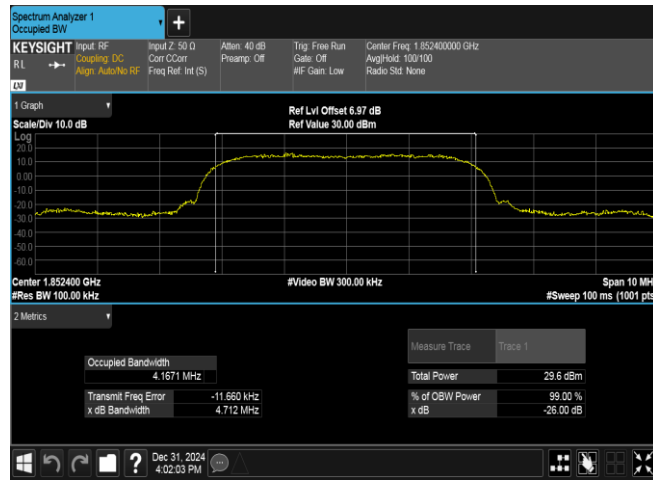 Spectrum Analyzer 1
Occupied BW
+
KEYSIGHT
RL
LXI
Input: RF
Coupling: DC
Align: Auto/No RF
Input Z: 50 Ω
Corr CCorr
Freq Ref: Int (S)
Atten: 40 dB
Preamp: Off
Trig: Free Run
Gate: Off
#IF Gain: Low
Center Freq: 1.852400000 GHz
Avg|Hold: 100/100
Radio Std: None
1 Graph
Scale/Div 10.0 dB
Ref Lvl Offset 6.97 dB
Ref Value 30.00 dBm
Log
20.0
10.0
0.00
-10.0
-20.0
-30.0
-40.0
-50.0
-60.0
Center 1.852400 GHz
#Video BW 300.00 kHz
Span 10 MH
#Res BW 100.00 kHz
#Sweep 100 ms (1001 pts
2 Metrics
Measure Trace Trace 1
Occupied Bandwidth
4.1671 MHz
Total Power 29.6 dBm
Transmit Freq Error -11.660 kHz
% of OBW Power 99.00 %
x dB Bandwidth 4.712 MHz
x dB -26.00 dB
?
Dec 31, 2024
4:02:03 PM